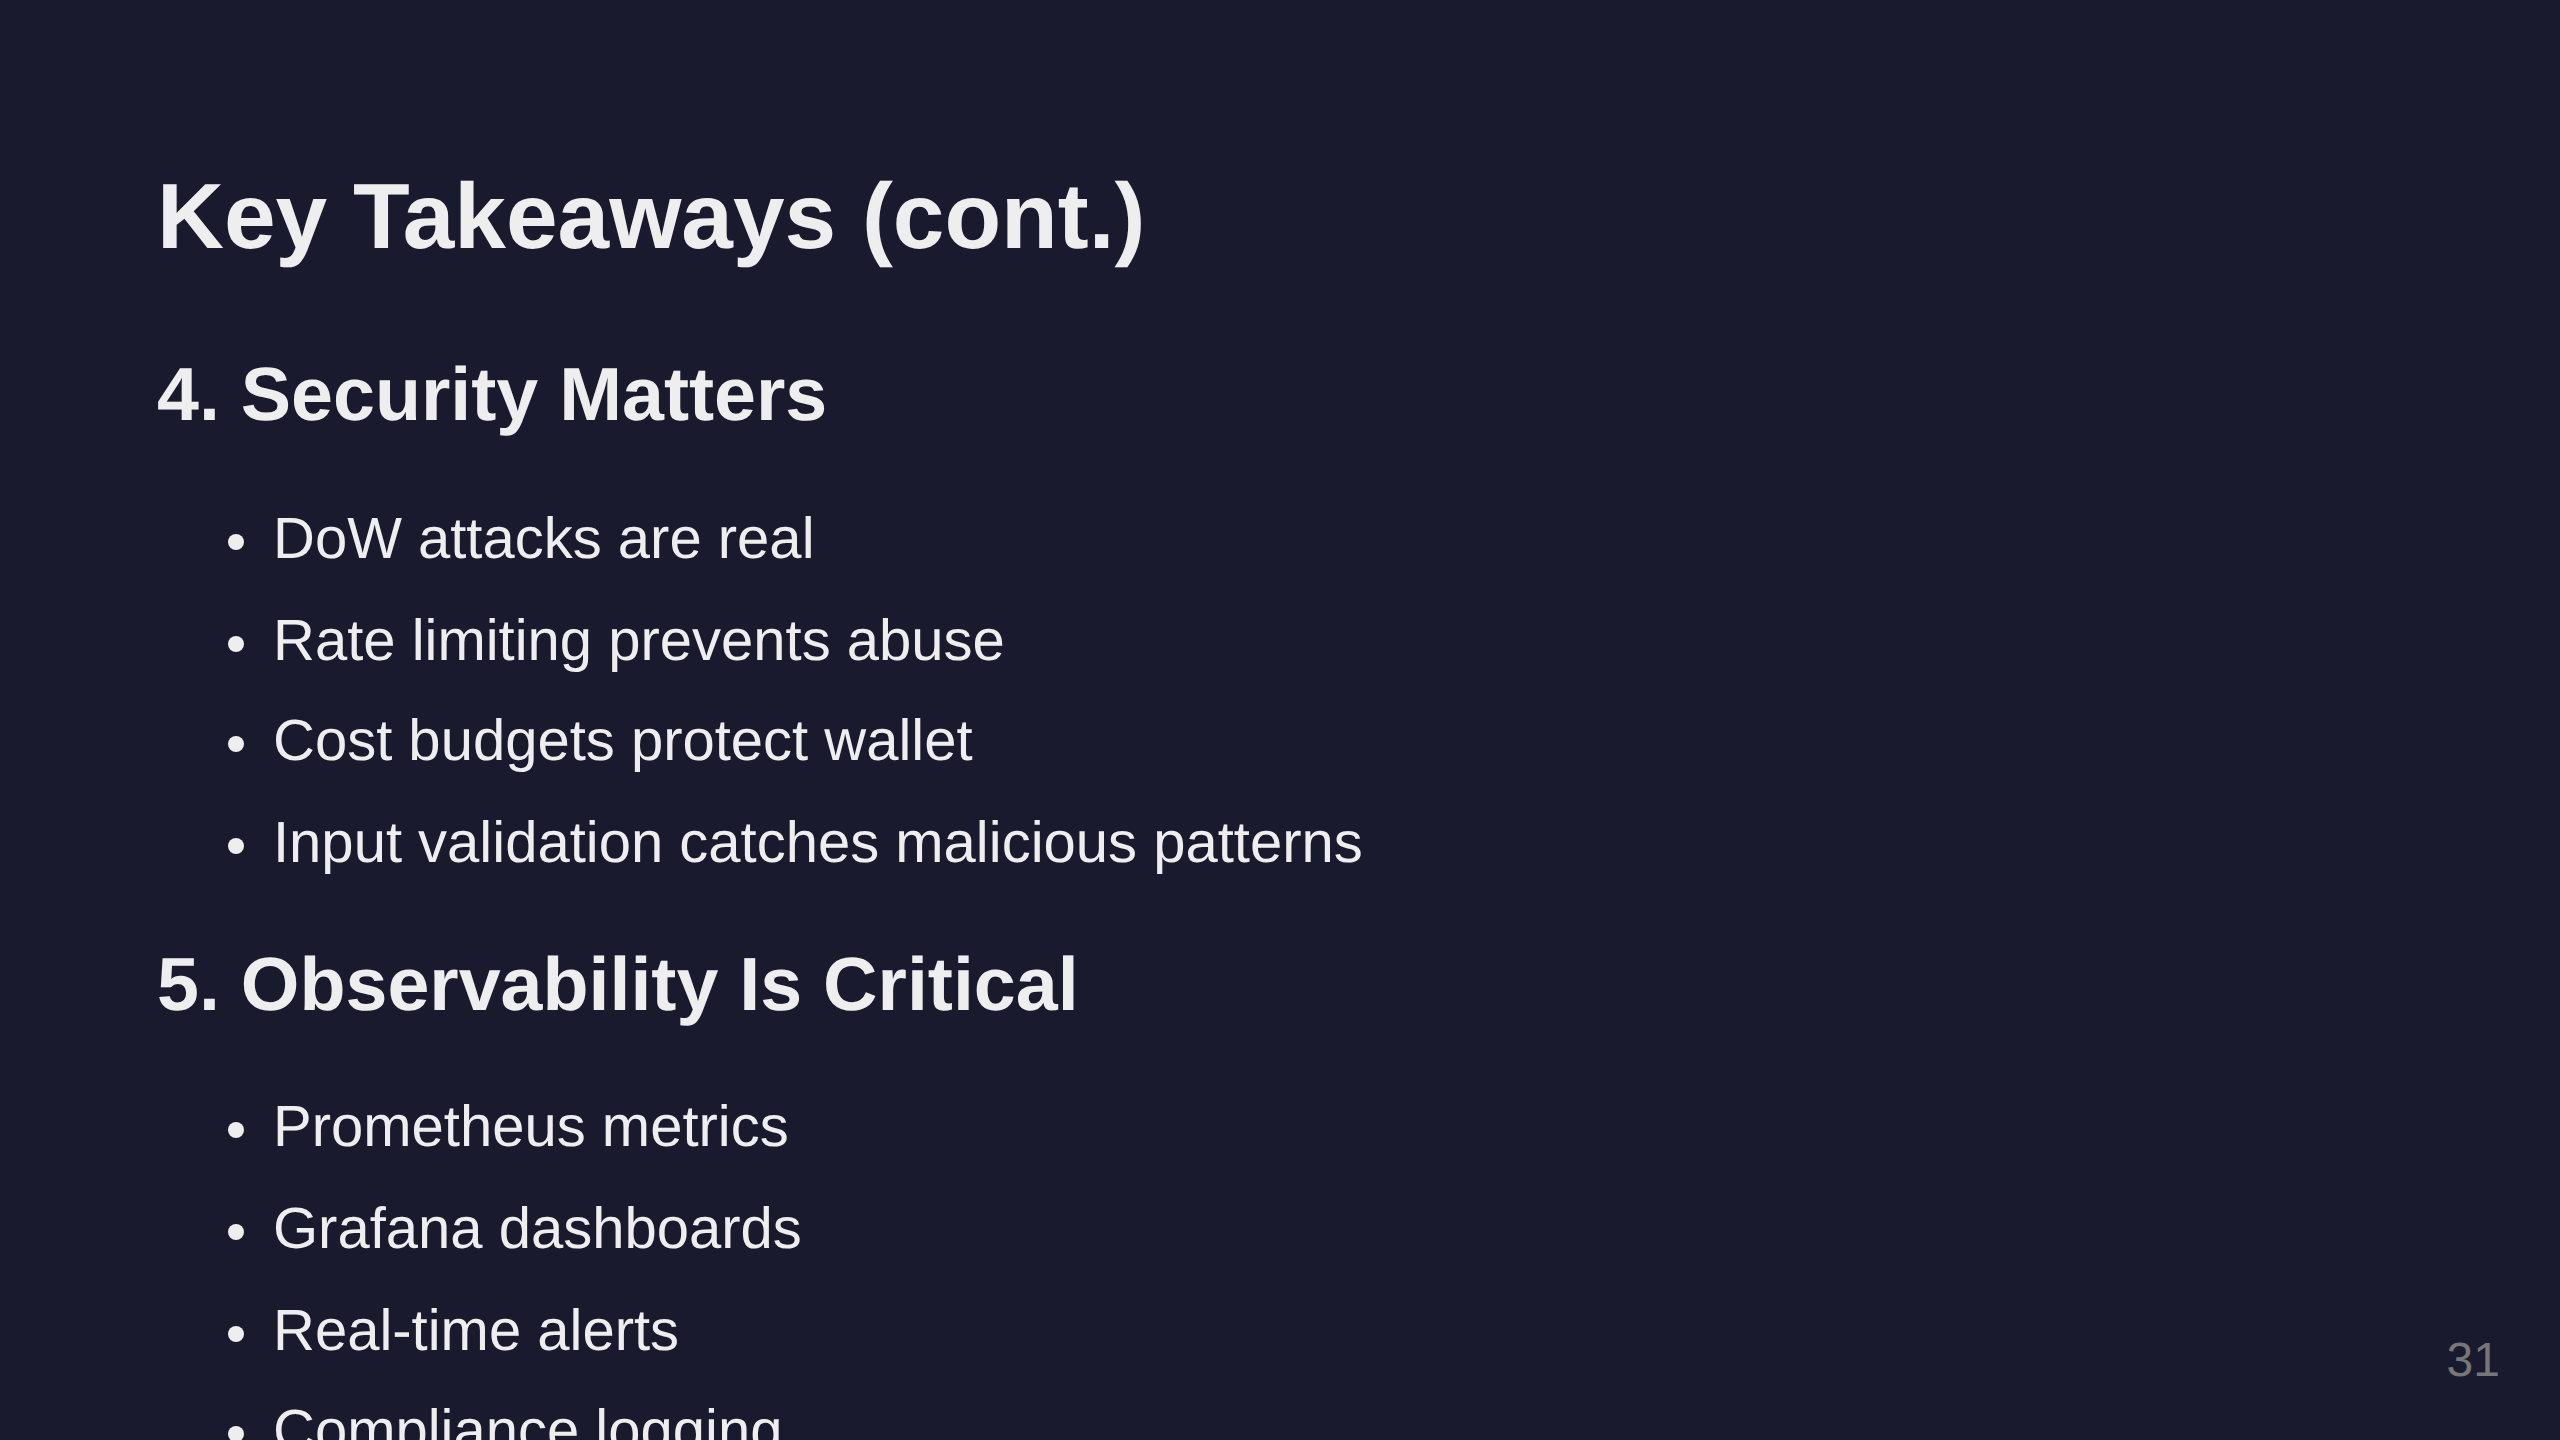 Key Takeaways (cont.)
4. Security Matters
• DoW attacks are real
• Rate limiting prevents abuse
• Cost budgets protect wallet
• Input validation catches malicious patterns
5. Observability Is Critical
• Prometheus metrics
• Grafana dashboards
• Real-time alerts
• Compliance logging
31